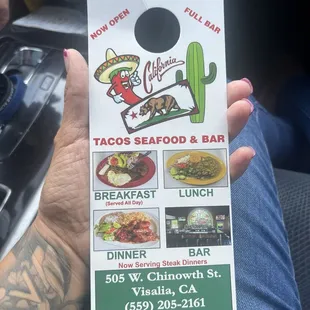 NOW OPEN
FULL BAR
California
TACOS SEAFOOD & BAR
BREAKFAST
(Served All Day)
LUNCH
DINNER
BAR
Now Serving Steak Dinners
505 W. Chinowth St.
Visalia, CA
(559) 205-2161